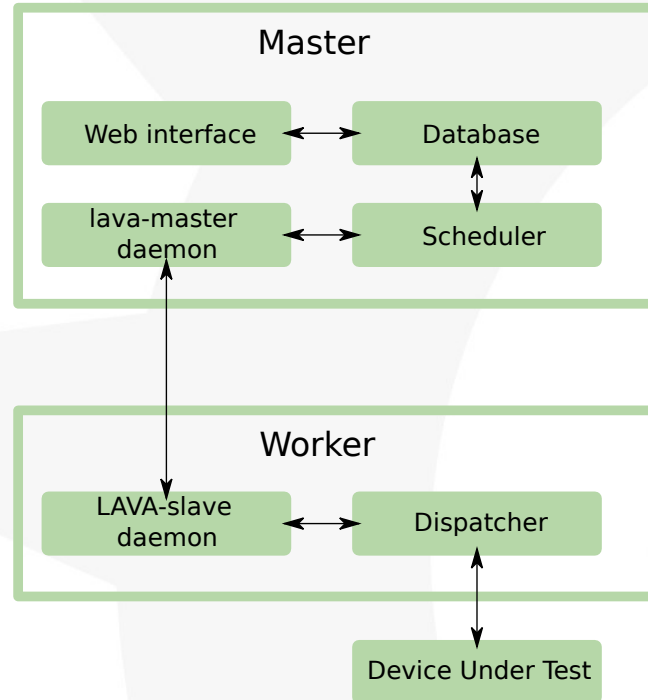 Master
Web interface
Database
lava-master
daemon
Scheduler
Worker
LAVA-slave
daemon
Dispatcher
Device Under Test